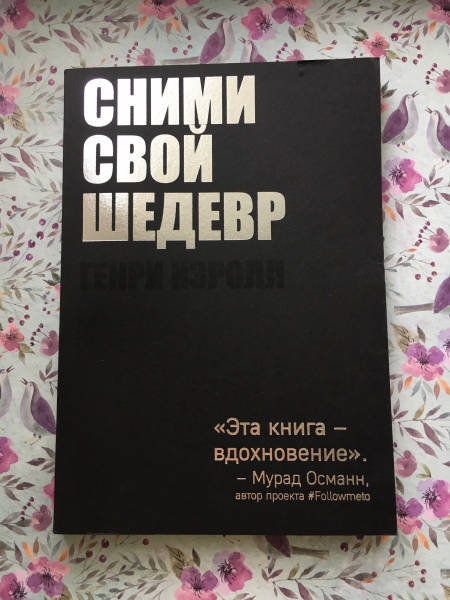 СНИМИ
СВОЙ
ШЕДЕВР
ГЕНРИ КЭРОЛЛ
«Эта книга –
вдохновение».
– Мурад Османн,
автор проекта #Followmeto